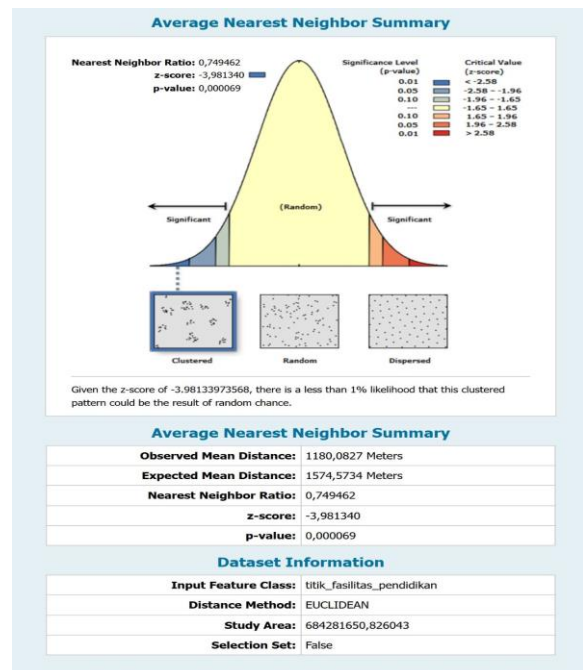 Average Nearest Neighbor Summary
Nearest Neighbor Ratio: 0,749462
z-score: -3,981340
p-value: 0,000069
Significance Level
(p-value)
Critical Value
(z-score)
0.01 < -2.58
0.05 -2.58 - -1.96
0.10 -1.96 - -1.65
--- -1.65 - 1.65
0.10 1.65 - 1.96
0.05 1.96 - 2.58
0.01 > 2.58
(Random)
Significant
Significant
Clustered
Random
Dispersed
Given the z-score of -3.98133973568, there is a less than 1% likelihood that this clustered
pattern could be the result of random chance.
Average Nearest Neighbor Summary
Observed Mean Distance: 1180,0827 Meters
Expected Mean Distance: 1574,5734 Meters
Nearest Neighbor Ratio: 0,749462
z-score: -3,981340
p-value: 0,000069
Dataset Information
Input Feature Class: titik_fasilitas_pendidikan
Distance Method: EUCLIDEAN
Study Area: 684281650,826043
Selection Set: False